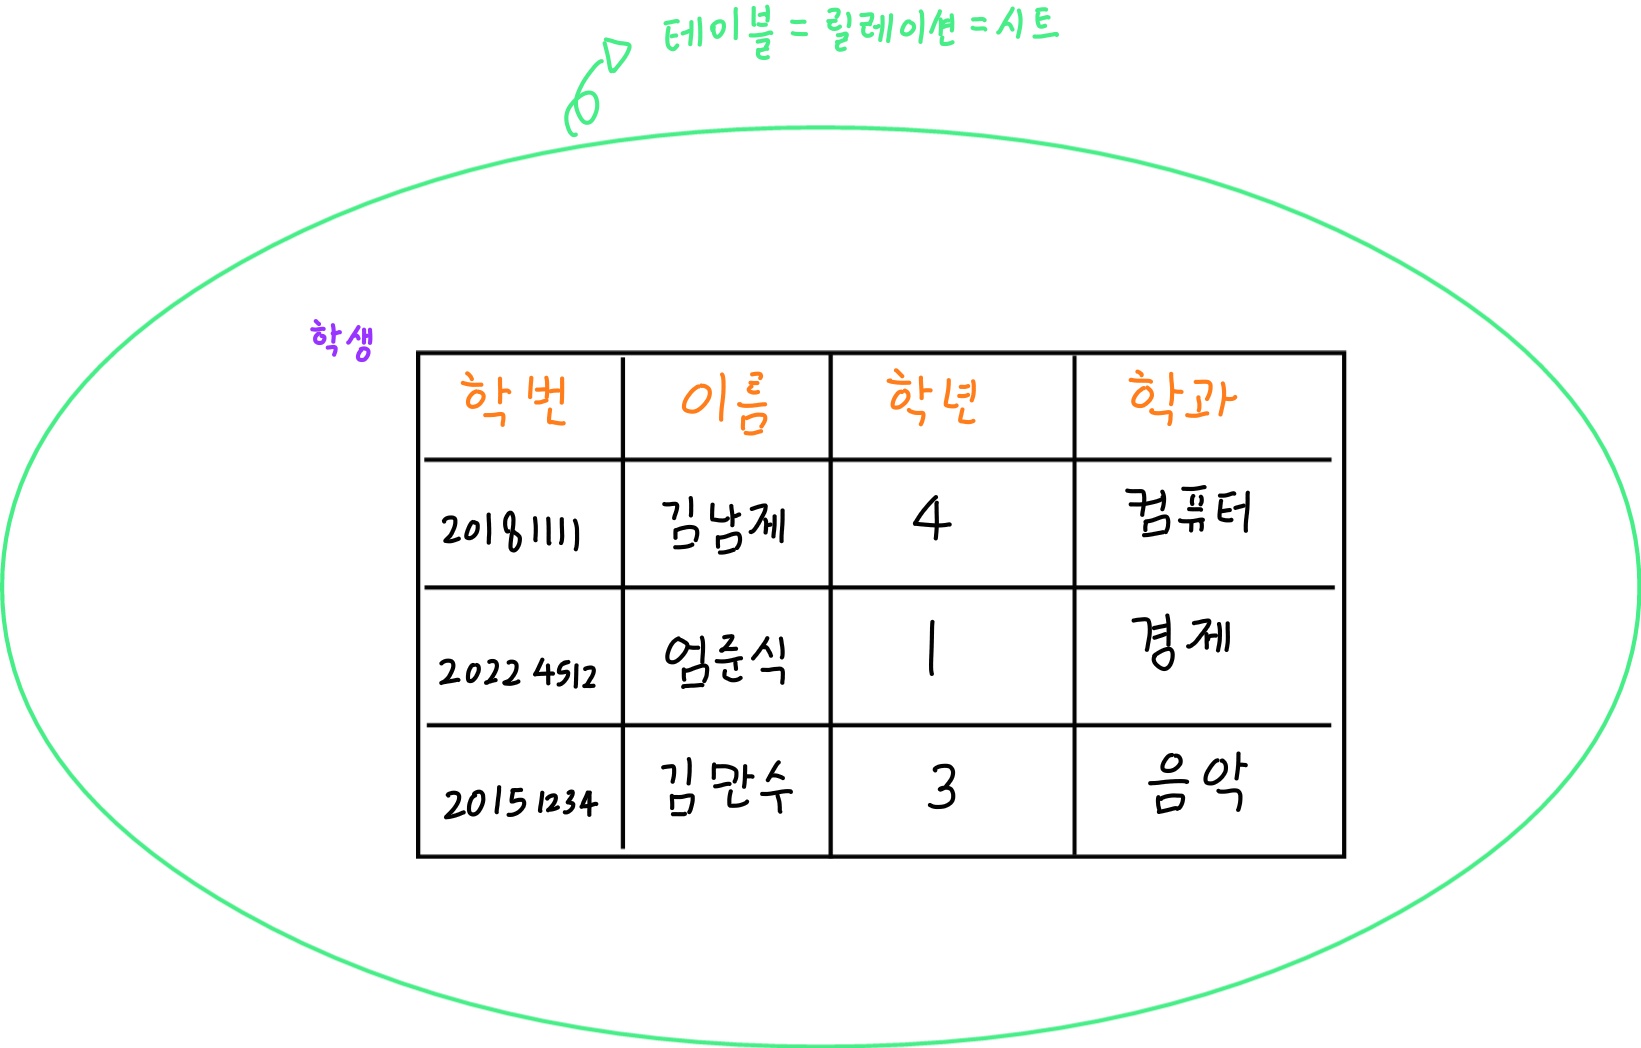 테이블 = 릴레이션 = 시트
학생
학번 이름 학년 학과
20181111 김남제 4 컴퓨터
20224512 엄준식 1 경제
20151234 김만수 3 음악